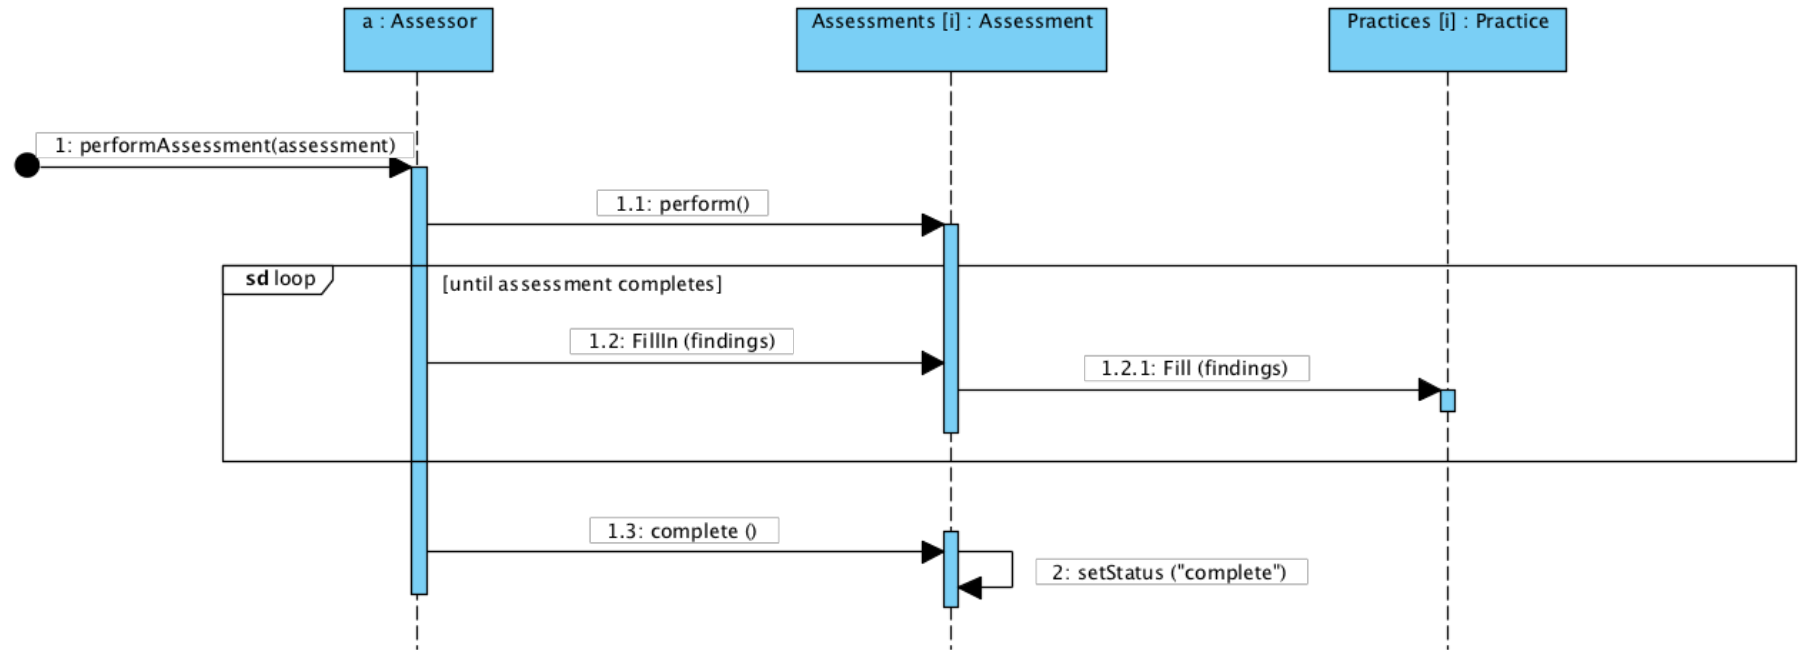 a : Assessor
Assessments [i] : Assessment
Practices [i] : Practice
1: performAssessment(assessment)
1.1: perform()
sd loop
[until assessment completes]
1.2: FillIn (findings)
1.2.1: Fill (findings)
1.3: complete ()
2: setStatus ("complete")